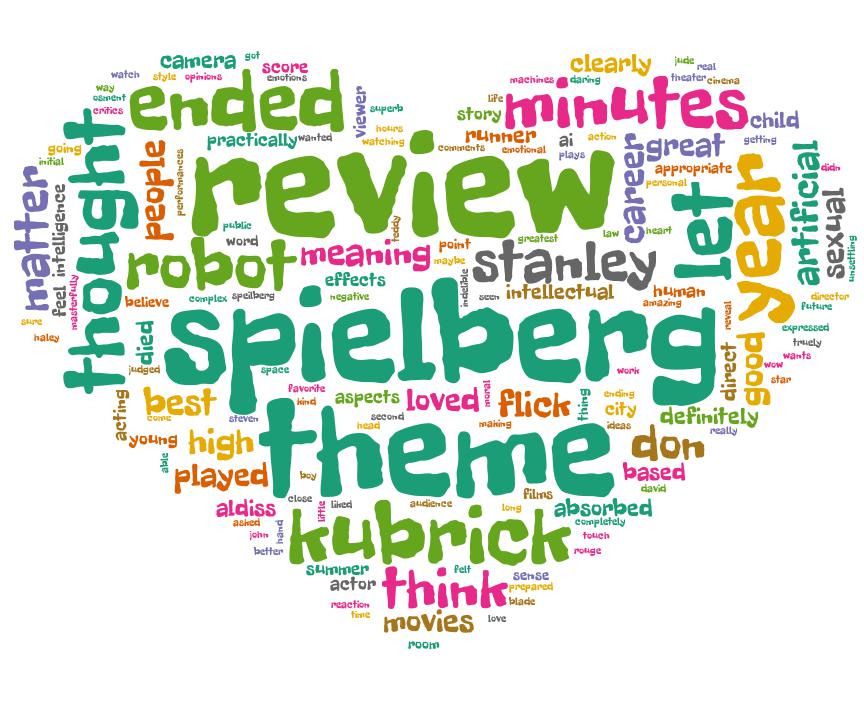 camera
got
score
emotions
clearly
jude
real
watch
style
opinions
machines
daring
theater
cinema
way
osment
critics
ended
viewer
superb
life
story
minutes
child
hours
watching
thought
practically
wanted
runner
comments
emotional
ai
action
plays
career
great
getting
going
initial
people
performances
review
appropriate
personal
artificial
didn
matter
intelligence
feel
masterfully
public
word
teddy
greatest
law
heart
let
year
sexual
unsettling
robot
meaning
point
maybe
stanley
believe
complex
speilberg
effects
negative
indelible
seen
intellectual
human
amazing
reveal
director
future
sure
haley
died
judged
spielberg
expressed
truely
wants
wow
star
space
work
direct
good
favorite
kind
aspects
loved
moral
flick
thing
ending
city
ideas
definitely
really
acting
best
come
steven
second
head
making
young
high
theme
don
able
played
boy
based
david
close
liked
little
audience
films
long
absorbed
completely
aldiss
asked
john
hand
better
kubrick
touch
rouge
summer
actor
think
felt
sense
prepared
blade
reaction
time
movies
love
room